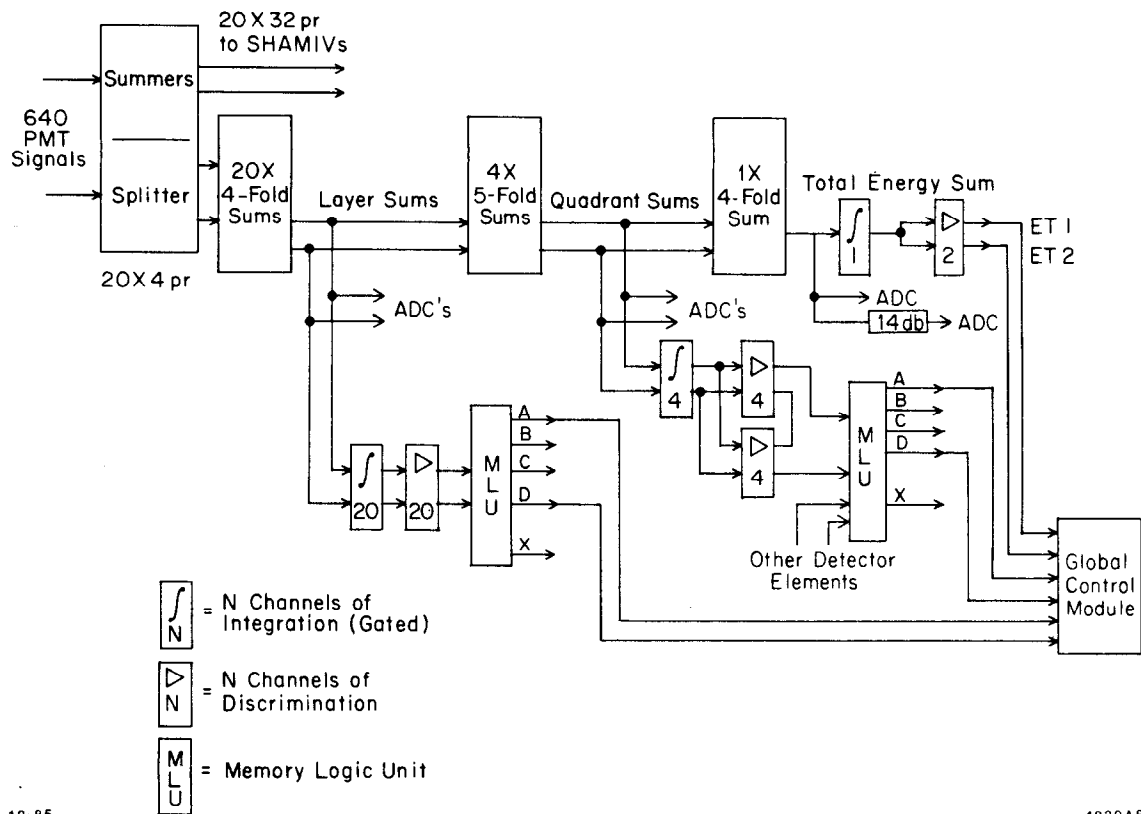 20 X 32 pr
to SHAMIVs
Summers
640
PMT
Signals
Splitter
20 X 4 pr
20X
4-Fold
Sums
Layer Sums
4X
5-Fold
Sums
Quadrant Sums
1X
4-Fold
Sum
Total Energy Sum
∫
1
▷
2
ET 1
ET 2
ADC's
ADC's
ADC
14 db
ADC
∫
4
▷
4
▷
4
M
L
U
A
B
C
D
X
∫
20
▷
20
M
L
U
A
B
C
D
X
Other Detector
Elements
Global
Control
Module
∫
N
= N Channels of
Integration (Gated)
▷
N
= N Channels of
Discrimination
M
L
U
= Memory Logic Unit